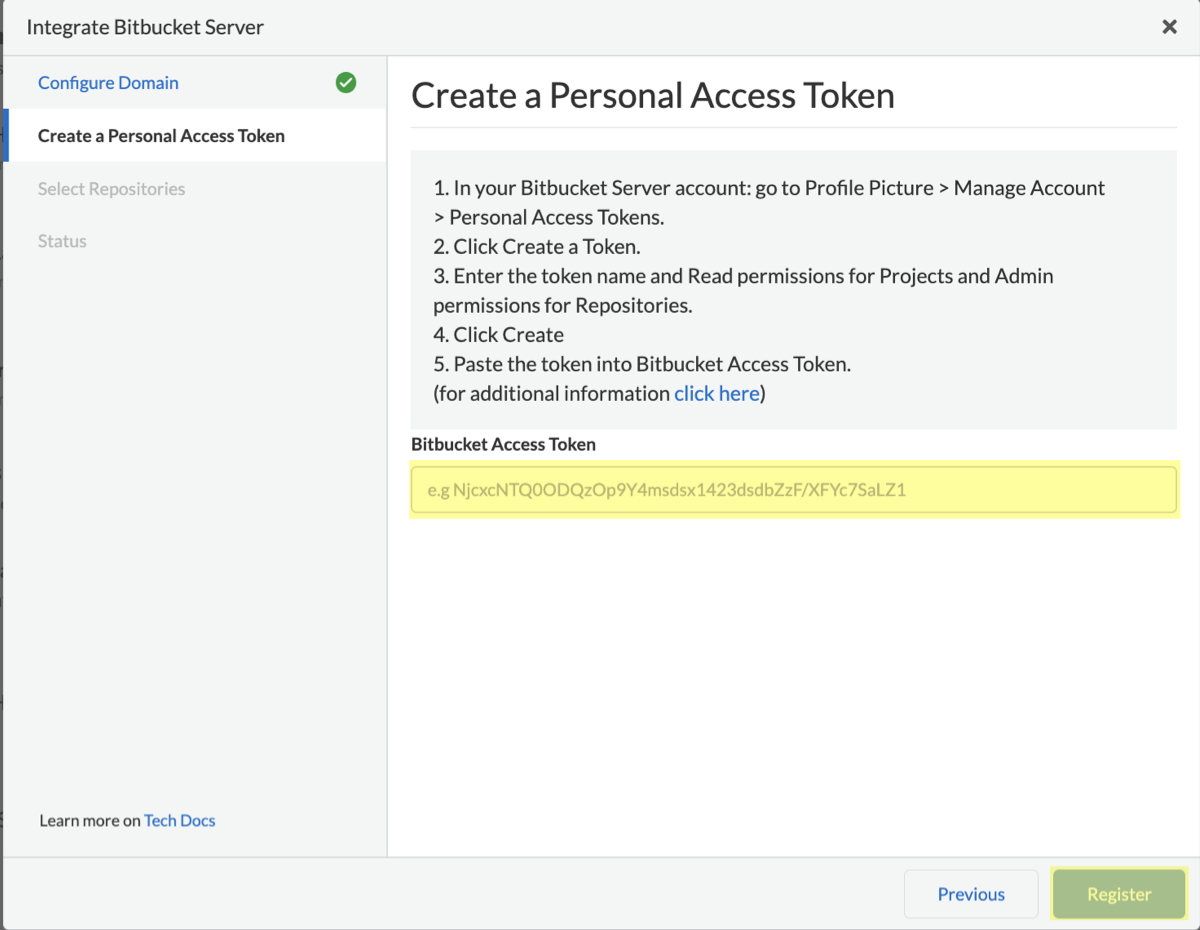 Integrate Bitbucket Server
Configure Domain
Create a Personal Access Token
Select Repositories
Status
Learn more on Tech Docs
Create a Personal Access Token
1. In your Bitbucket Server account: go to Profile Picture > Manage Account
> Personal Access Tokens.
2. Click Create a Token.
3. Enter the token name and Read permissions for Projects and Admin
permissions for Repositories.
4. Click Create
5. Paste the token into Bitbucket Access Token.
(for additional information click here)
Bitbucket Access Token
e.g NjcxcNTQ0ODQzOp9Y4msdsx1423dsdbZzF/XFYc7SaLZ1
Previous
Register